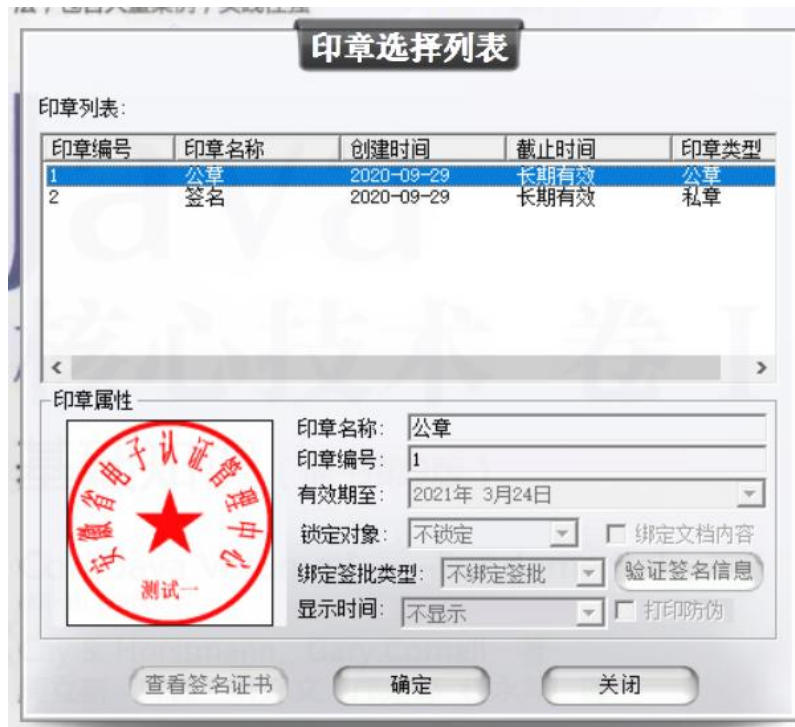 印章选择列表
印章列表:
印章编号 印章名称 创建时间 截止时间 印章类型
1 公章 2020-09-29 长期有效 公章
2 签名 2020-09-29 长期有效 私章
印章属性
安徽省电子认证管理中心
测试一
印章名称: 公章
印章编号: 1
有效期至: 2021年 3月24日
锁定对象: 不锁定 绑定文档内容
绑定签批类型: 不绑定签批 验证签名信息
显示时间: 不显示 打印防伪
查看签名证书 确定 关闭
Java
核心技术 卷 I